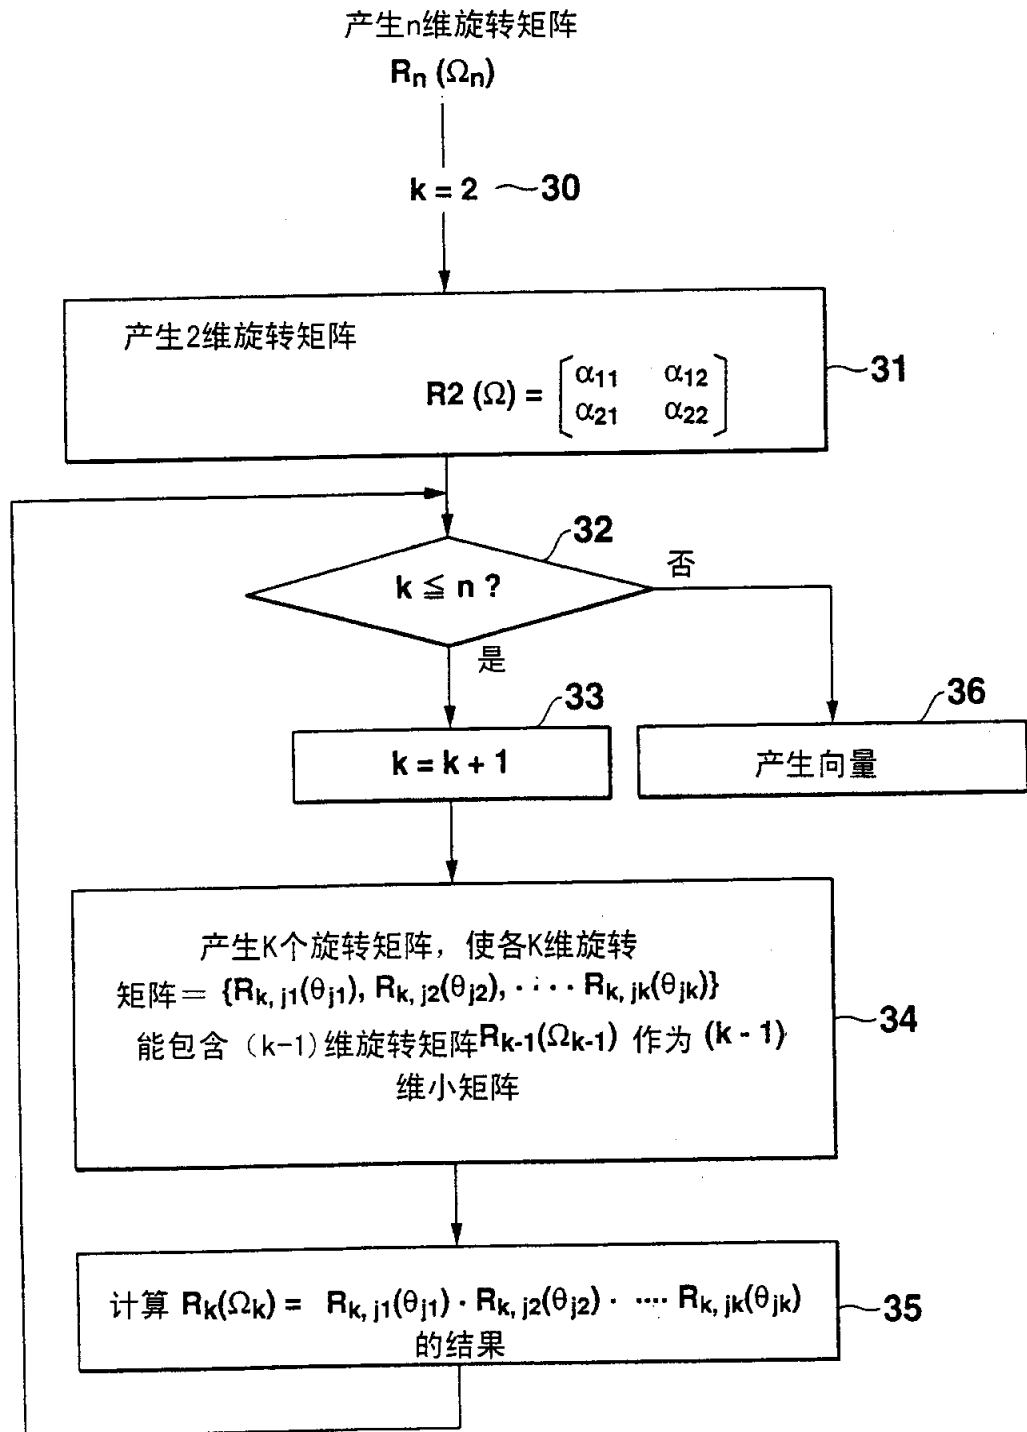 产生n维旋转矩阵
Rn (Ωn)
k = 2 30
产生2维旋转矩阵
R2 (Ω) = [α11 α12
α21 α22]
31
32
k ≦ n ?
否
是
33
k = k + 1
36
产生向量
产生K个旋转矩阵，使各K维旋转
矩阵＝ {Rk, j1(θj1), Rk, j2(θj2), · · · · Rk, jk(θjk)}
能包含（k-1)维旋转矩阵Rk-1(Ωk-1) 作为 (k - 1)
维小矩阵
34
计算 Rk(Ωk) = Rk, j1(θj1) · Rk, j2(θj2) · ···· Rk, jk(θjk)
的结果
35